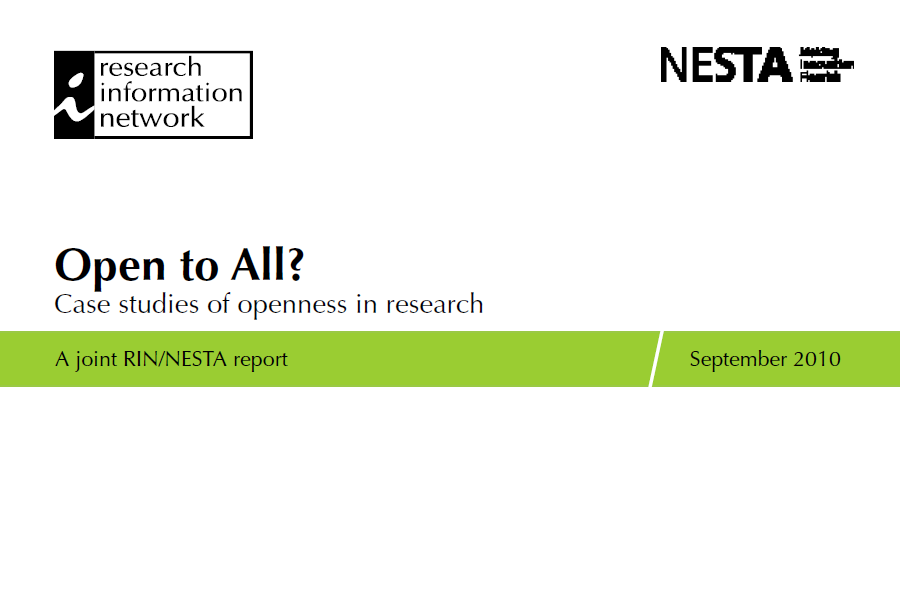 research
information
network
NESTA
Making
Innovation
Flourish
Open to All?
Case studies of openness in research
A joint RIN/NESTA report
September 2010